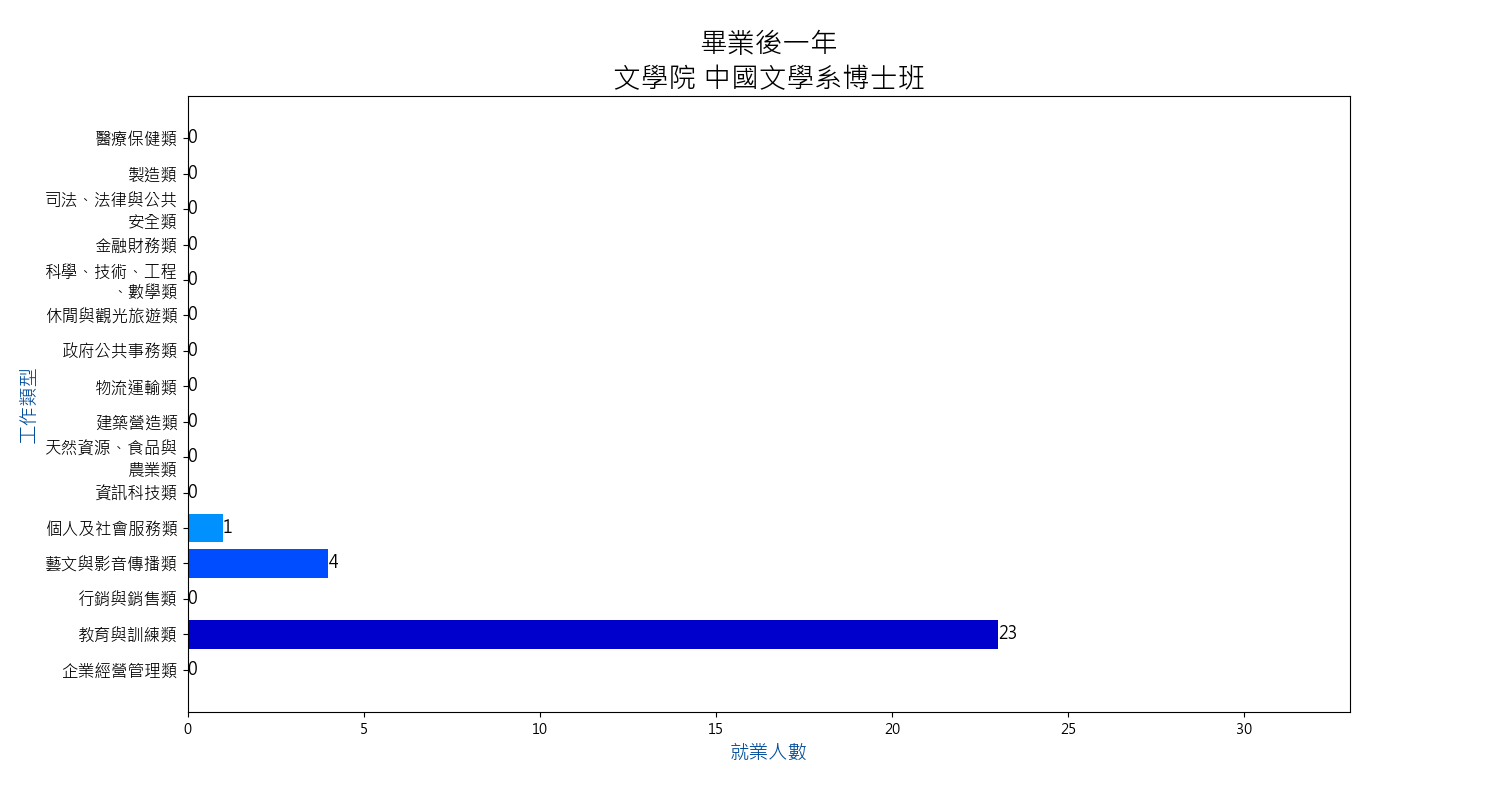 畢業後一年
文學院 中國文學系博士班
醫療保健類
0
製造類
0
司法、法律與公共
安全類
0
金融財務類
0
科學、技術、工程
、數學類
0
休閒與觀光旅遊類
0
政府公共事務類
0
物流運輸類
0
建築營造類
0
天然資源、食品與
農業類
0
資訊科技類
0
個人及社會服務類
1
藝文與影音傳播類
4
行銷與銷售類
0
教育與訓練類
23
企業經營管理類
0
工作類型
0
5
10
15
20
25
30
就業人數